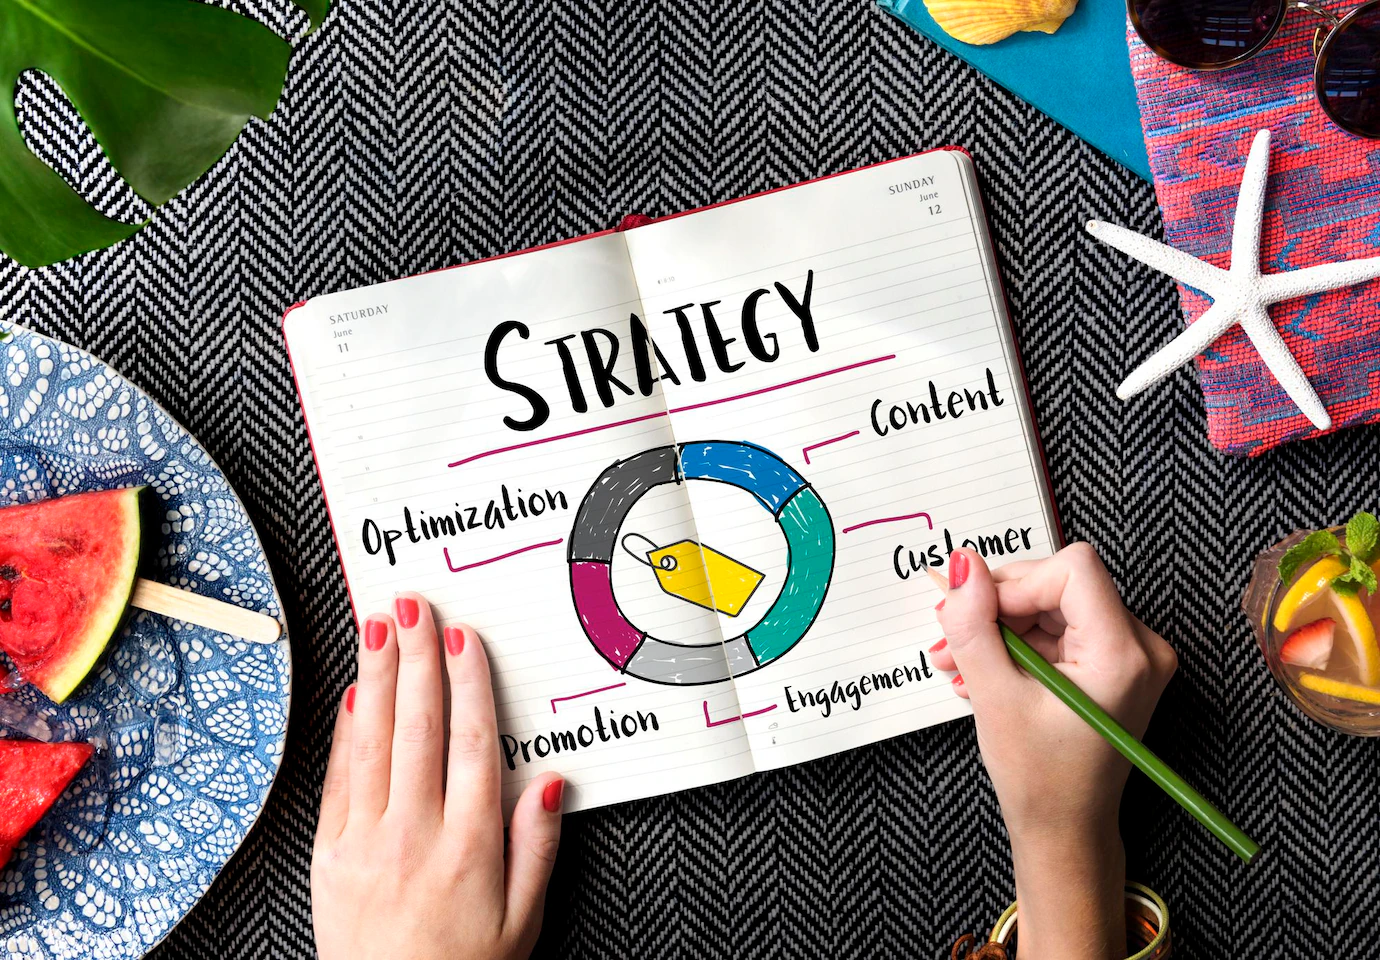 SATURDAY
June
11
SUNDAY
June
12
STRATEGY
Content
Optimization
Customer
Engagement
Promotion